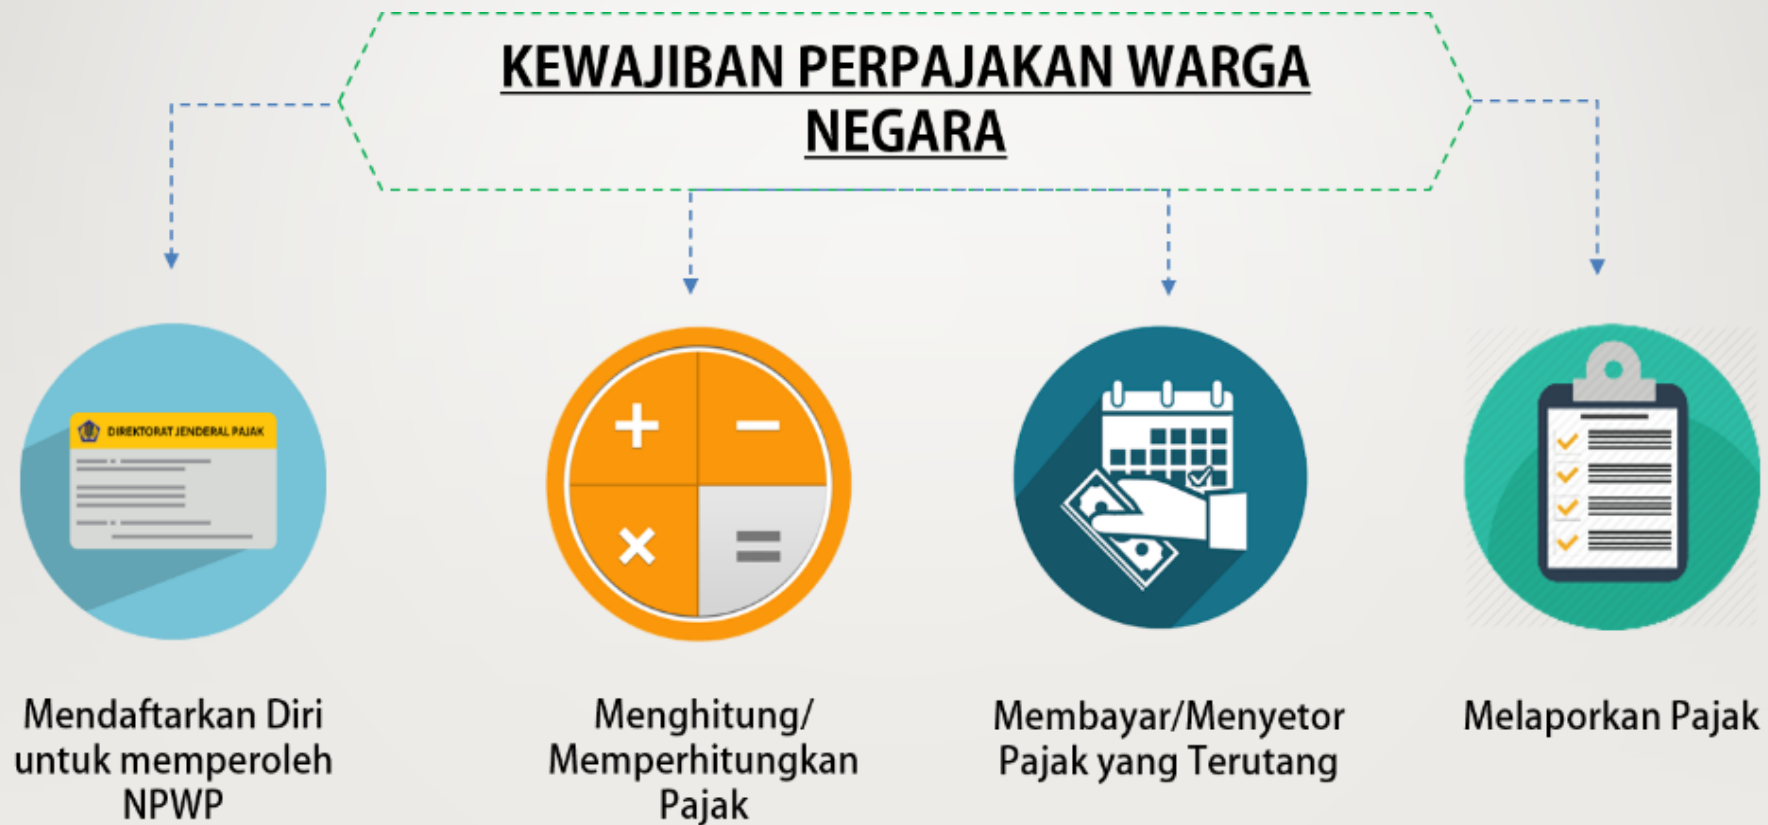 KEWAJIBAN PERPAJAKAN WARGA
NEGARA
DIREKTORAT JENDERAL PAJAK
Mendaftarkan Diri
untuk memperoleh
NPWP
Menghitung/
Memperhitungkan
Pajak
Membayar/Menyetor
Pajak yang Terutang
Melaporkan Pajak